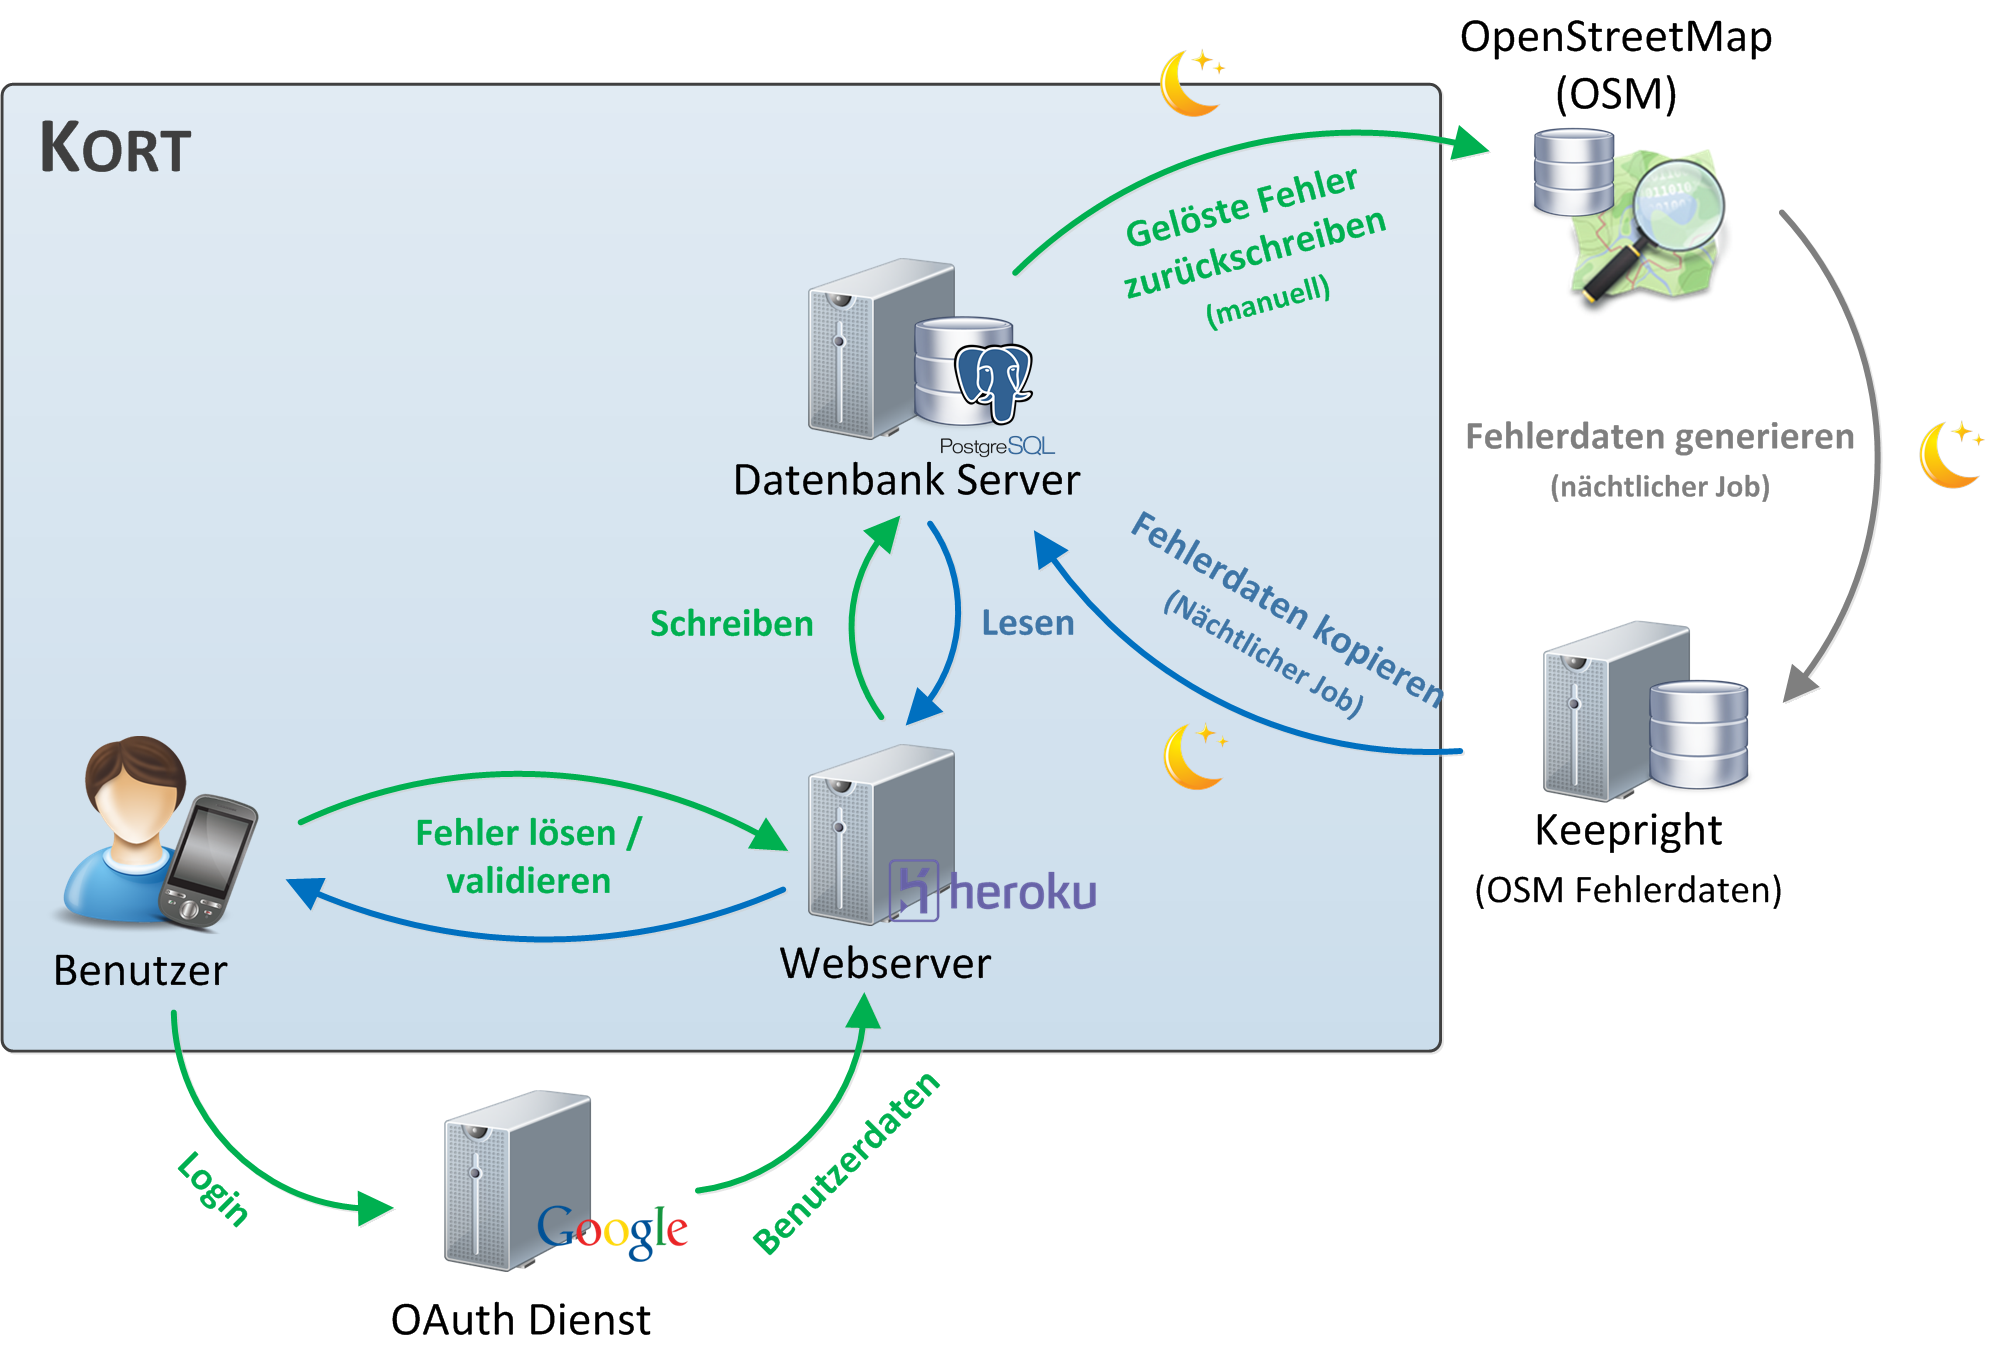 OpenStreetMap
(OSM)
KORT
Gelöste Fehler
zurückschreiben
(manuell)
PostgreSQL
Datenbank Server
Fehlerdaten generieren
(nächtlicher Job)
Fehlerdaten kopieren
(Nächtlicher Job)
Schreiben
Lesen
Fehler lösen /
validieren
heroku
Keepright
(OSM Fehlerdaten)
Benutzer
Webserver
Login
Benutzerdaten
Google
OAuth Dienst